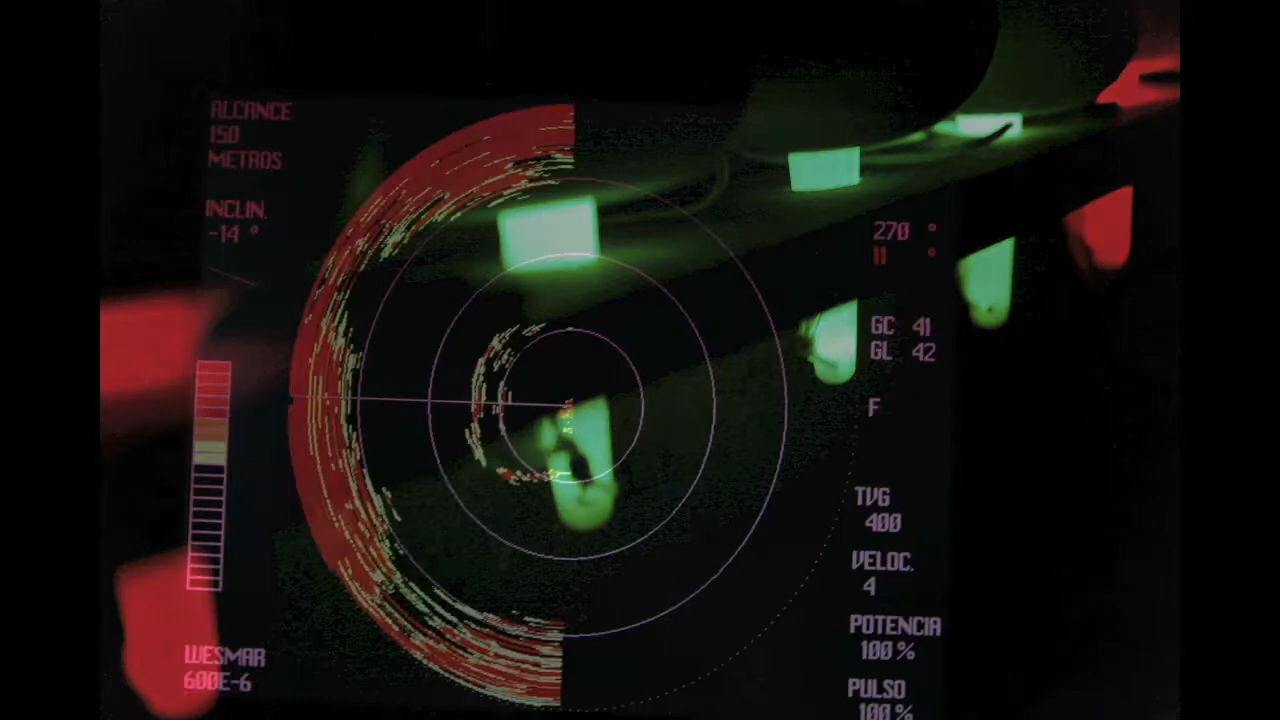 ALCANCE
150
METROS
INCLIN.
-14 °
270 °
11 °
GC 41
GL 42
F
TVG
400
VELOC.
4
POTENCIA
100 %
PULSO
100 %
WESMAR
600E-6